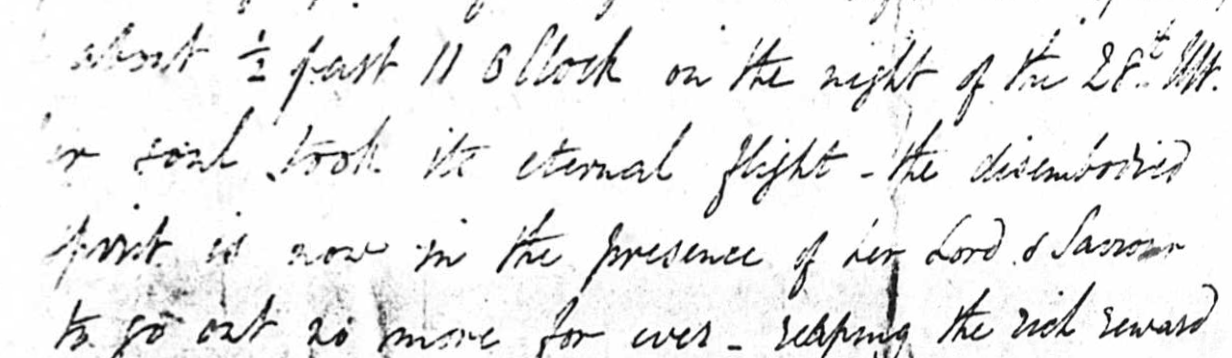 about ½ past 11 O Clock on the night of the 28th Ult.
her soul took its eternal flight - the disembodied
spirit is now in the presence of her Lord & Saviour
to go out no more for ever - reaping the rich reward